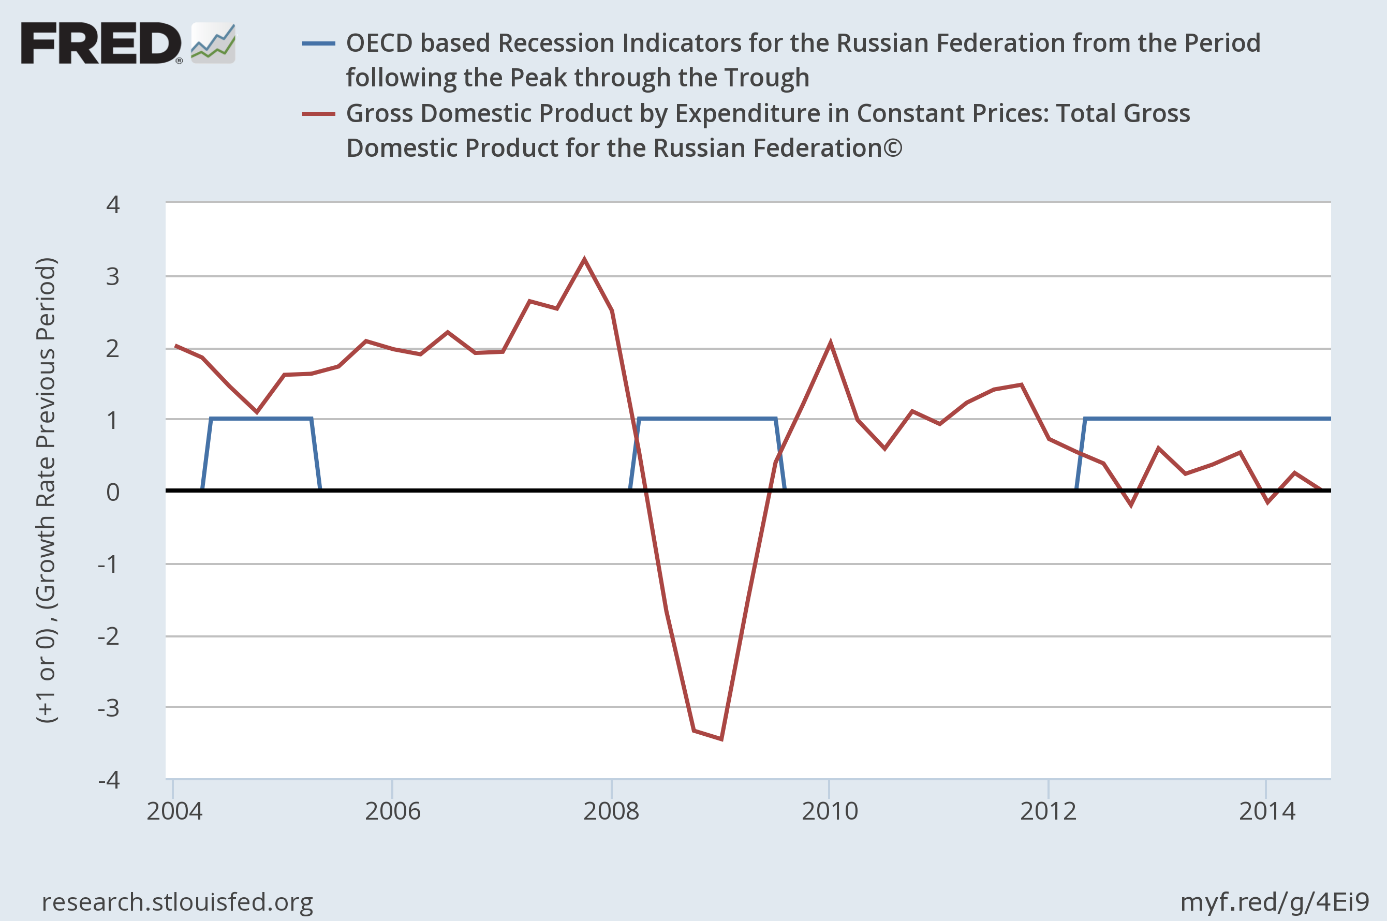 FRED®
OECD based Recession Indicators for the Russian Federation from the Period
following the Peak through the Trough
Gross Domestic Product by Expenditure in Constant Prices: Total Gross
Domestic Product for the Russian Federation©
(+1 or 0) , (Growth Rate Previous Period)
4
3
2
1
0
-1
-2
-3
-4
2004 2006 2008 2010 2012 2014
research.stlouisfed.org myf.red/g/4Ei9